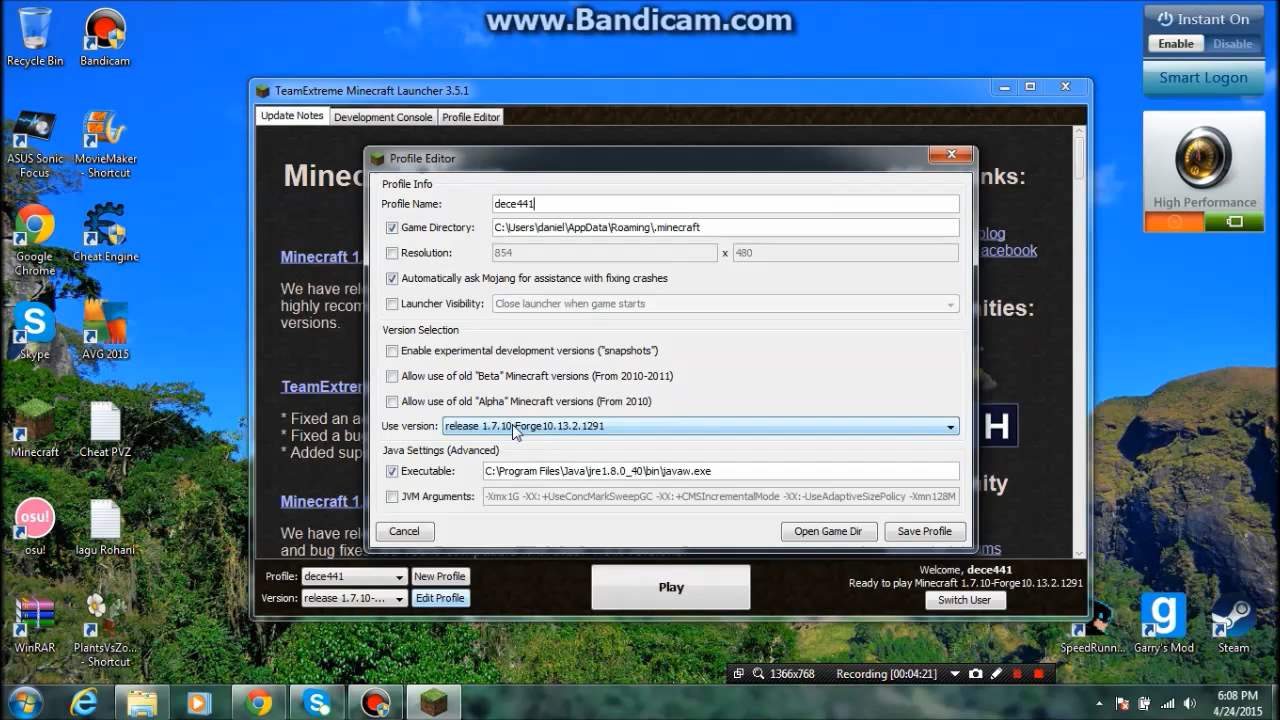 www.Bandicam.com
Recycle Bin
Bandicam
ASUS Sonic Focus
MovieMaker - Shortcut
Google Chrome
Cheat Engine
Skype
AVG 2015
Minecraft
Cheat PVZ
osu!
osu!
lagu Rohani
WinRAR
PlantsVsZo... - Shortcut
Instant On
Enable
Disable
Smart Logon
High Performance
TeamExtreme Minecraft Launcher 3.5.1
Update Notes
Development Console
Profile Editor
Minec
nks:
Minecraft 1.
We have rel
highly recom
versions.
log
acebook
nities:
TeamExtrem
* Fixed an a
* Fixed a bu
* Added sup
H
Minecraft 1.
We have rel
and bug fixe
nity
ms
Profile Editor
Profile Info
Profile Name: dece441
Game Directory: C:\Users\daniel\AppData\Roaming\.minecraft
Resolution: 854 x 480
Automatically ask Mojang for assistance with fixing crashes
Launcher Visibility: Close launcher when game starts
Version Selection
Enable experimental development versions ("snapshots")
Allow use of old "Beta" Minecraft versions (From 2010-2011)
Allow use of old "Alpha" Minecraft versions (From 2010)
Use version: release 1.7.10-Forge10.13.2.1291
Java Settings (Advanced)
Executable: C:\Program Files\Java\jre1.8.0_40\bin\javaw.exe
JVM Arguments: -Xmx1G -XX:+UseConcMarkSweepGC -XX:+CMSIncrementalMode -XX:-UseAdaptiveSizePolicy -Xmn128M
Cancel
Open Game Dir
Save Profile
Profile: dece441
New Profile
Version: release 1.7.10-...
Edit Profile
Play
Welcome, dece441
Ready to play Minecraft 1.7.10-Forge10.13.2.1291
Switch User
SpeedRunn...
Garry's Mod
Steam
1366x768
Recording [00:04:21]
6:08 PM
4/24/2015